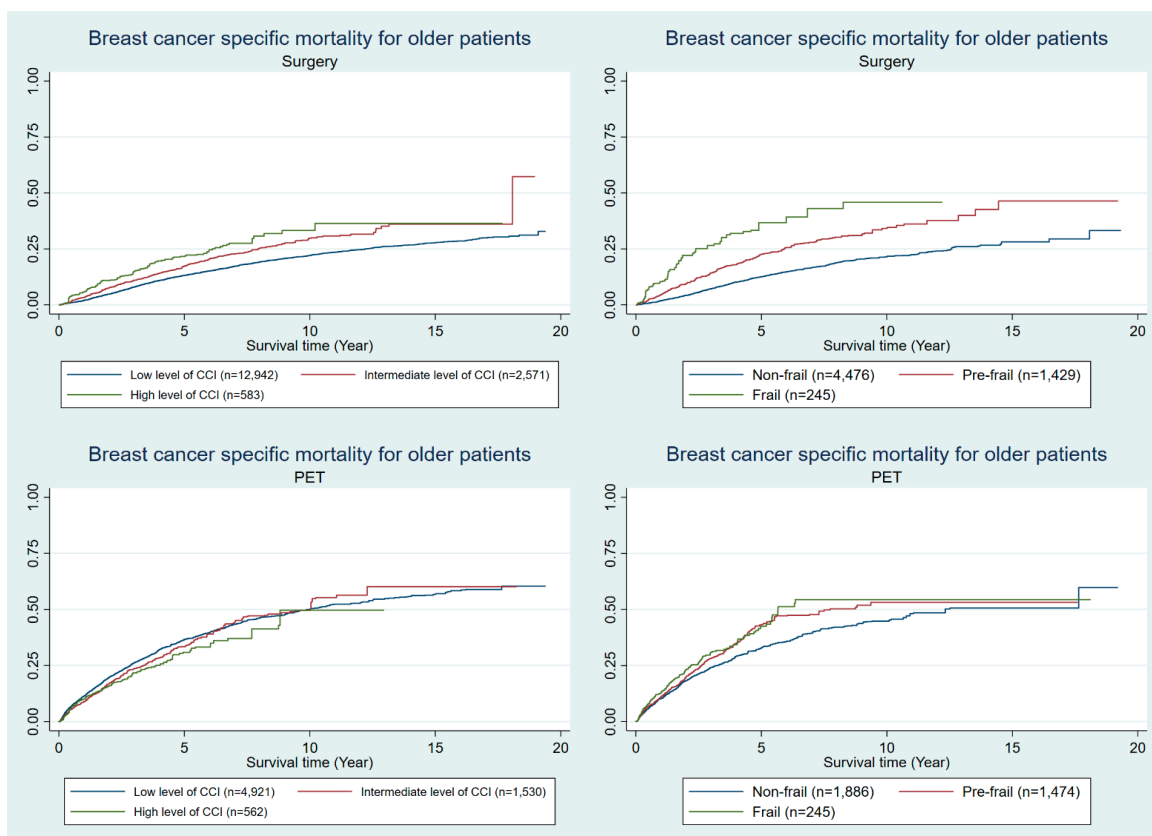 Breast cancer specific mortality for older patients
Surgery
1.00
0.75
0.50
0.25
0.00
0 5 10 15 20
Survival time (Year)
Low level of CCI (n=12,942) Intermediate level of CCI (n=2,571)
High level of CCI (n=583)
Breast cancer specific mortality for older patients
Surgery
1.00
0.75
0.50
0.25
0.00
0 5 10 15 20
Survival time (Year)
Non-frail (n=4,476) Pre-frail (n=1,429)
Frail (n=245)
Breast cancer specific mortality for older patients
PET
1.00
0.75
0.50
0.25
0.00
0 5 10 15 20
Survival time (Year)
Low level of CCI (n=4,921) Intermediate level of CCI (n=1,530)
High level of CCI (n=562)
Breast cancer specific mortality for older patients
PET
1.00
0.75
0.50
0.25
0.00
0 5 10 15 20
Survival time (Year)
Non-frail (n=1,886) Pre-frail (n=1,474)
Frail (n=245)